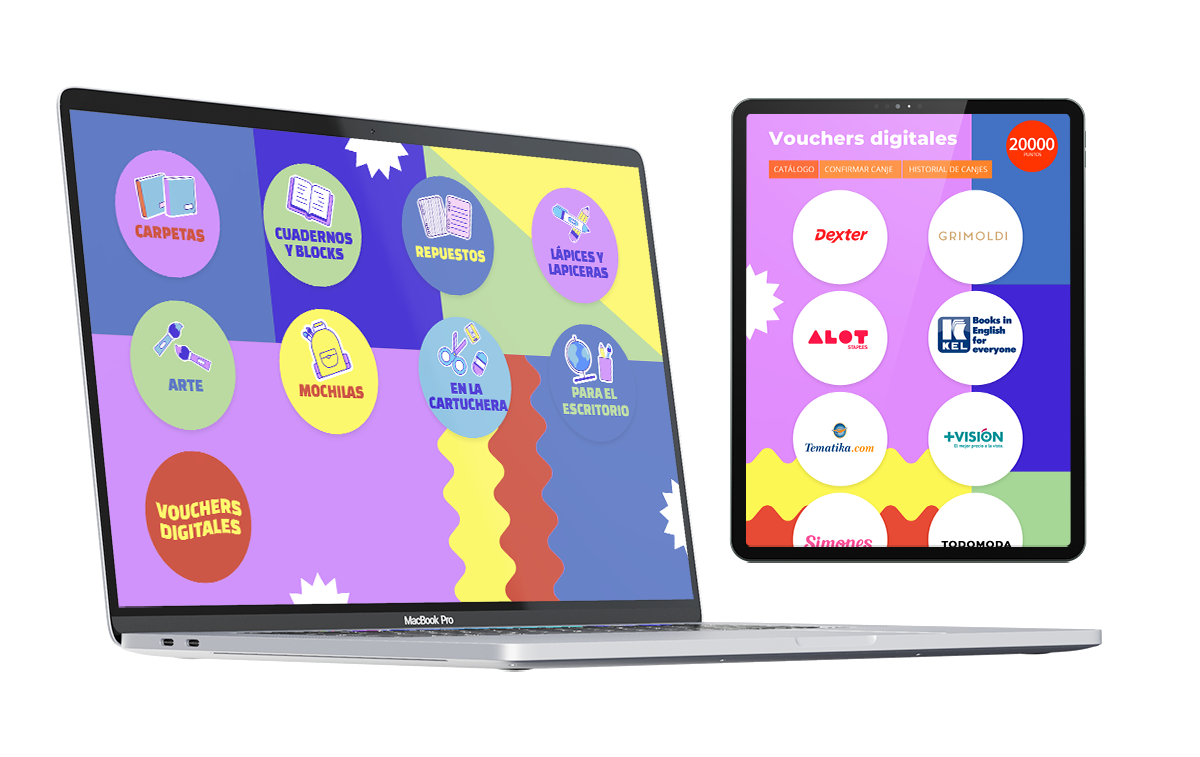 CARPETAS
CUADERNOS
Y BLOCKS
REPUESTOS
LÁPICES Y
LAPICERAS
ARTE
MOCHILAS
EN LA
CARTUCHERA
PARA EL
ESCRITORIO
VOUCHERS
DIGITALES
MacBook Pro
Vouchers digitales
20000
PUNTOS
CATÁLOGO
CONFIRMAR CANJE
HISTORIAL DE CANJES
Dexter
GRIMOLDI
ALOT
STAPLES
K
KEL
Books in
English
for
everyone
Tematika.com
+VISIÓN
El mejor precio a la vista.
Simones
TODOMODA